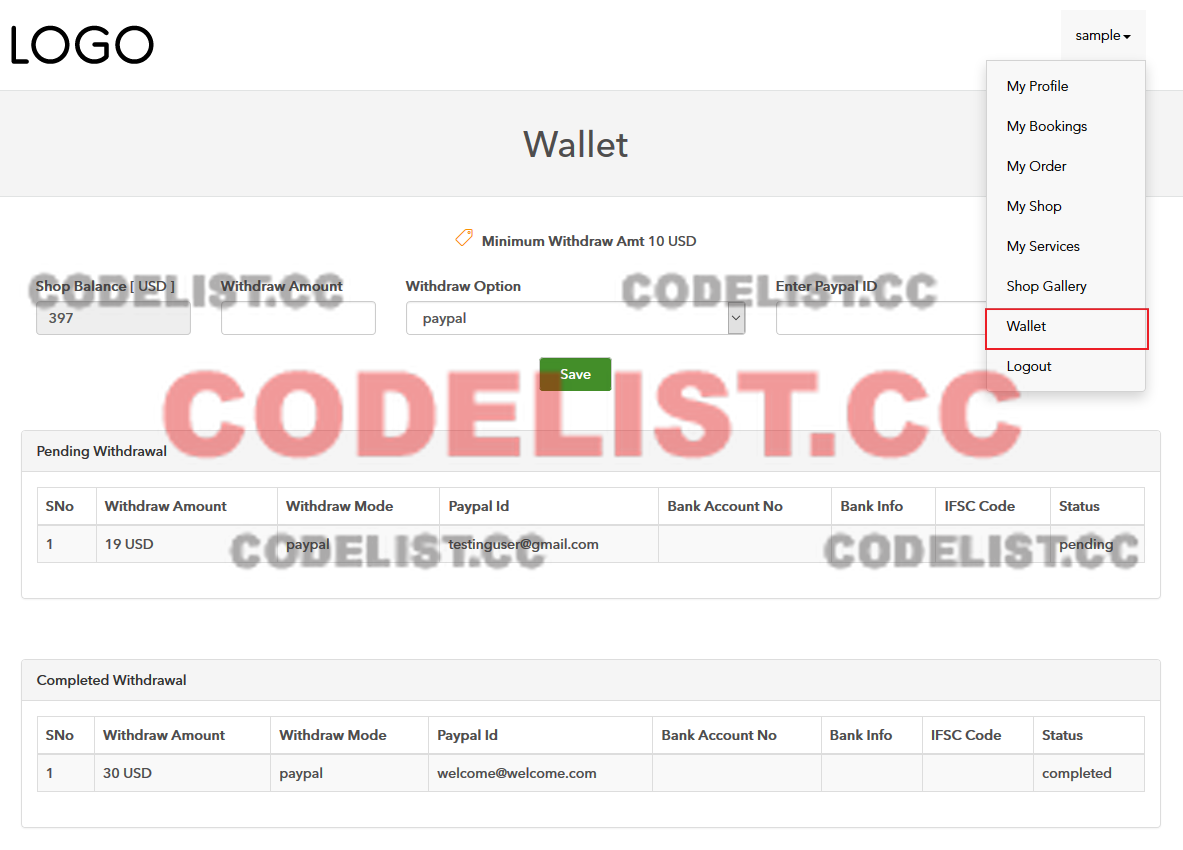 LOGO
sample
My Profile
My Bookings
My Order
My Shop
My Services
Shop Gallery
Wallet
Logout
Wallet
Minimum Withdraw Amt 10 USD
Shop Balance [ USD ] Withdraw Amount Withdraw Option Enter Paypal ID
397 paypal
CODELIST.CC CODELIST.CC
Save
CODELIST.CC
Pending Withdrawal
SNo Withdraw Amount Withdraw Mode Paypal Id Bank Account No Bank Info IFSC Code Status
1 19 USD paypal testinguser@gmail.com pending
CODELIST.CC CODELIST.CC
Completed Withdrawal
SNo Withdraw Amount Withdraw Mode Paypal Id Bank Account No Bank Info IFSC Code Status
1 30 USD paypal welcome@welcome.com completed